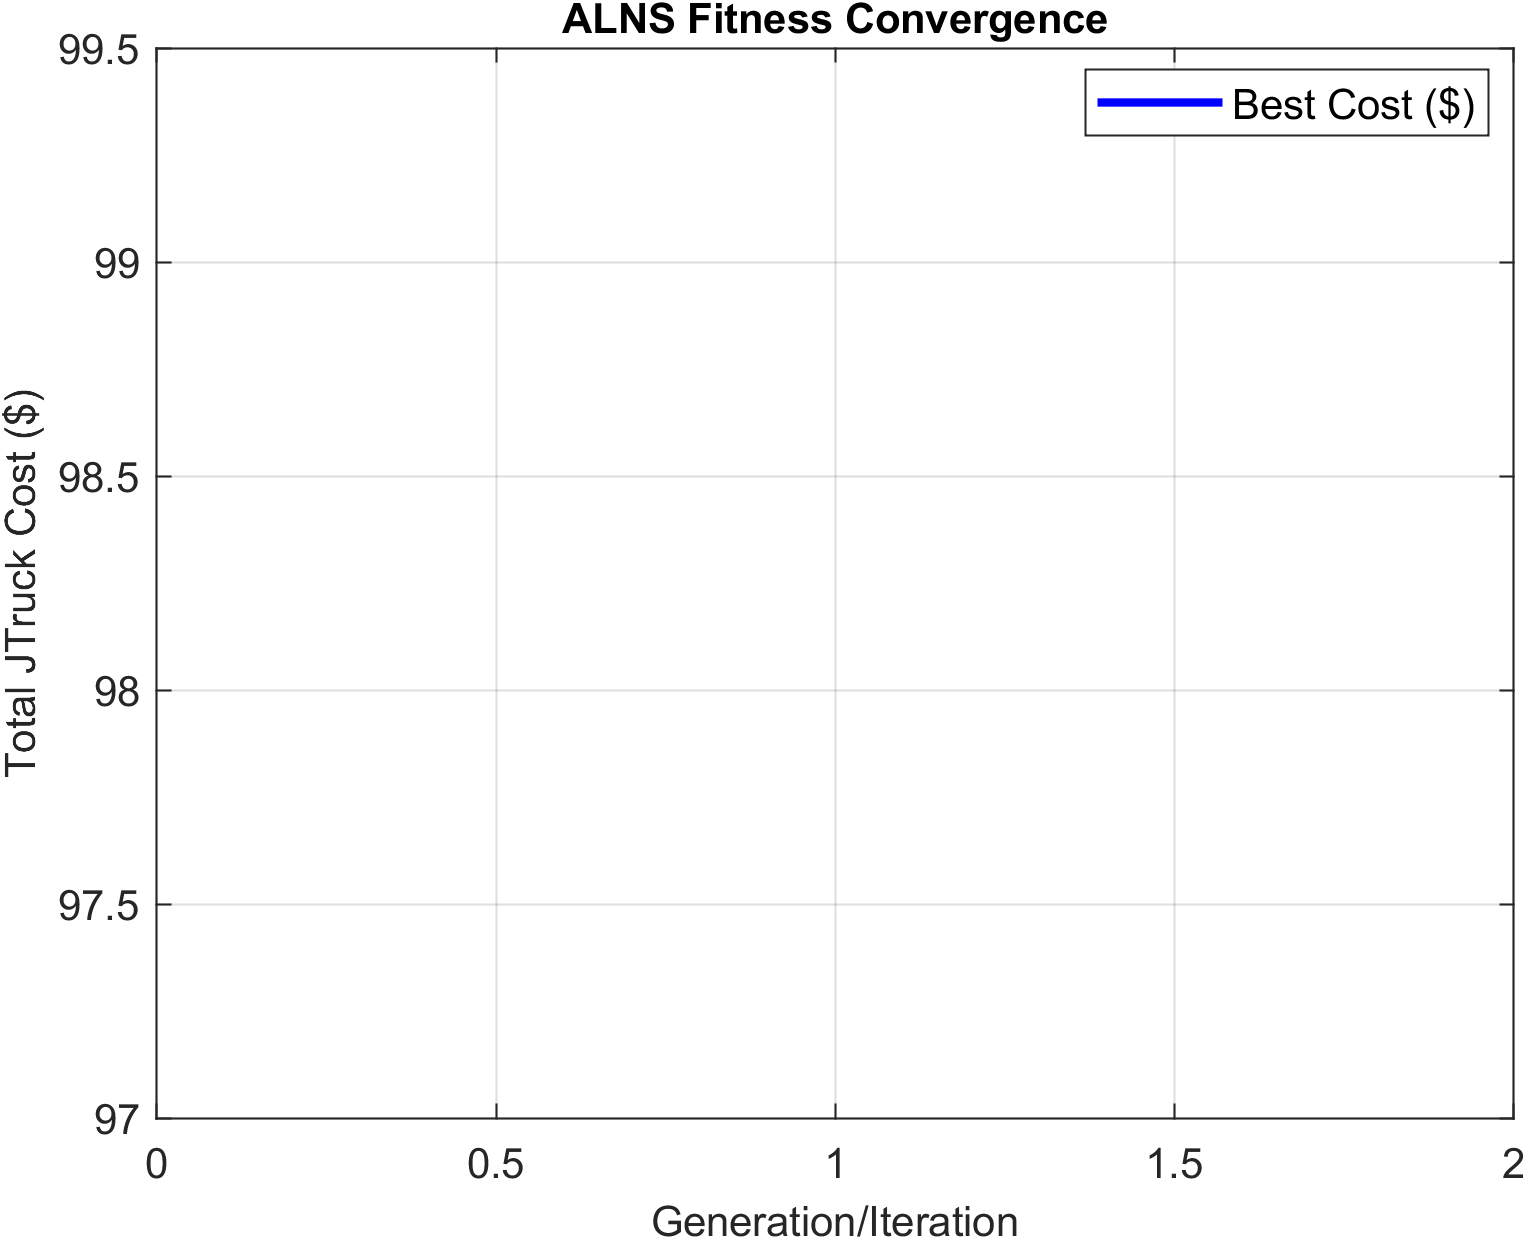 ALNS Fitness Convergence
Best Cost ($)
Total JTruck Cost ($)
99.5
99
98.5
98
97.5
97
0 0.5 1 1.5 2
Generation/Iteration